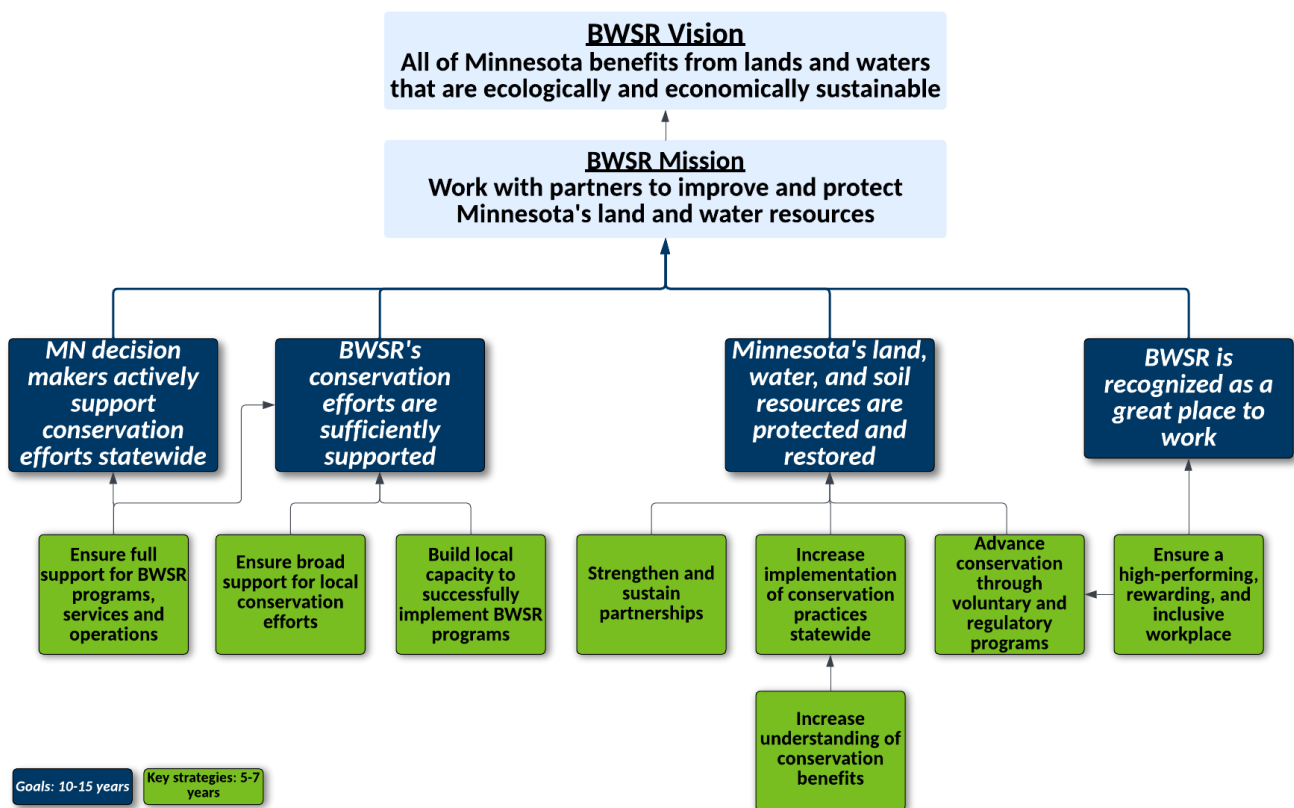 BWSR Vision
All of Minnesota benefits from lands and waters
that are ecologically and economically sustainable
BWSR Mission
Work with partners to improve and protect
Minnesota's land and water resources
MN decision
makers actively
support
conservation
efforts statewide
BWSR's
conservation
efforts are
sufficiently
supported
Minnesota's land,
water, and soil
resources are
protected and
restored
BWSR is
recognized as a
great place to
work
Ensure full
support for BWSR
programs,
services and
operations
Ensure broad
support for local
conservation
efforts
Build local
capacity to
successfully
implement BWSR
programs
Strengthen and
sustain
partnerships
Increase
implementation
of conservation
practices
statewide
Advance
conservation
through
voluntary and
regulatory
programs
Ensure a
high-performing,
rewarding, and
inclusive
workplace
Increase
understanding of
conservation
benefits
Goals: 10-15 years
Key strategies: 5-7
years